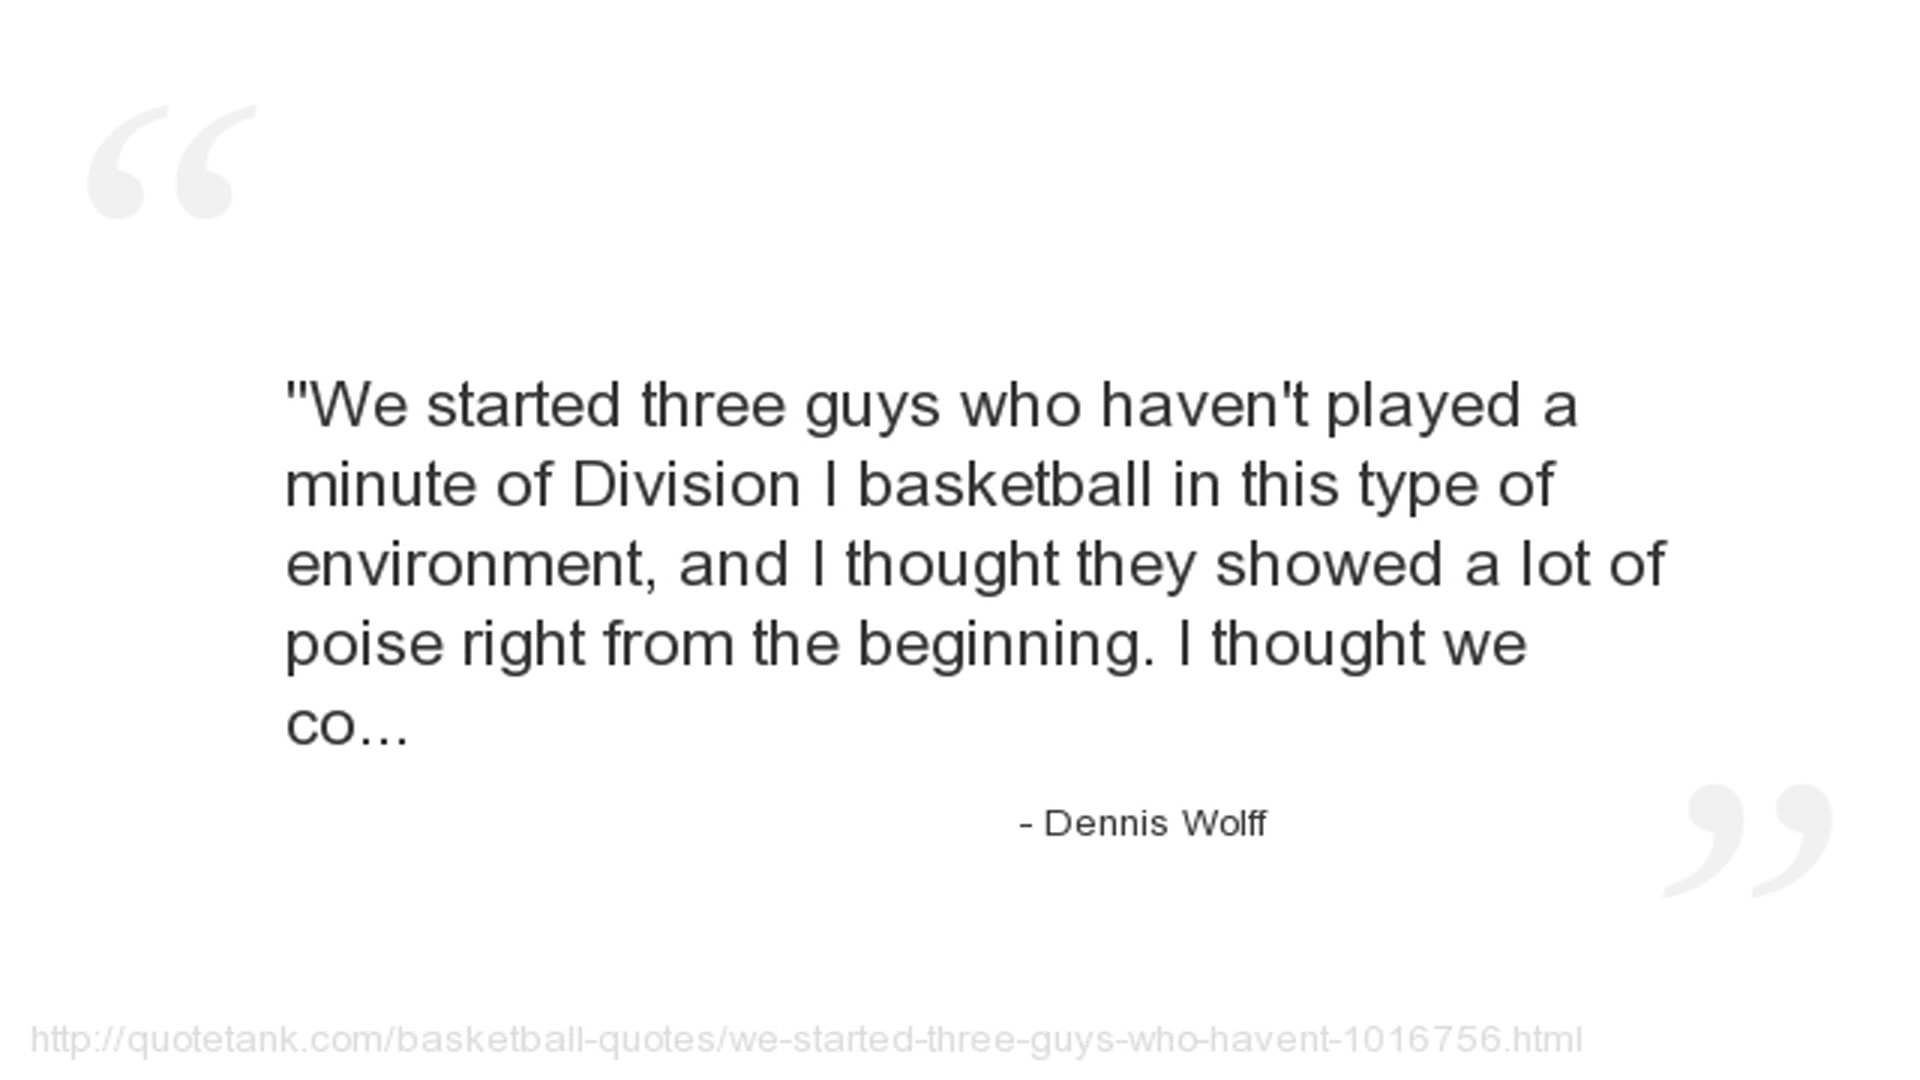 "We started three guys who haven't played a
minute of Division I basketball in this type of
environment, and I thought they showed a lot of
poise right from the beginning. I thought we
co...
- Dennis Wolff
http://quotetank.com/basketball-quotes/we-started-three-guys-who-havent-1016756.html